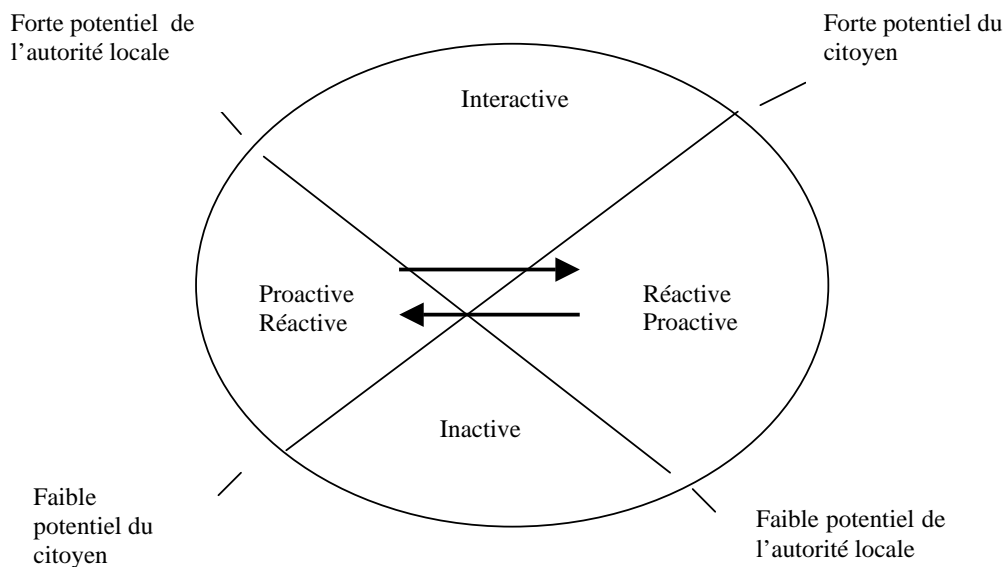 Forte potentiel de
l’autorité locale
Forte potentiel du
citoyen
Interactive
Proactive
Réactive
Réactive
Proactive
Inactive
Faible
potentiel du
citoyen
Faible potentiel de
l’autorité locale